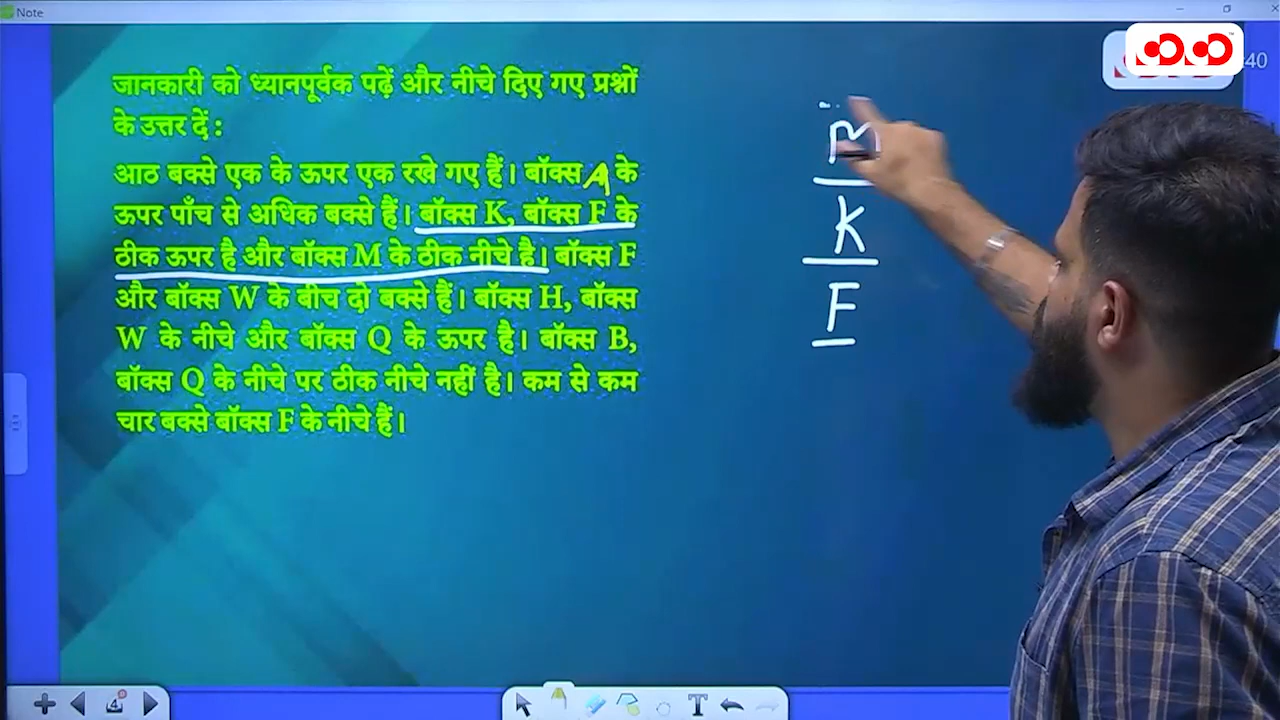 Note
40
जानकारी को ध्यानपूर्वक पढ़ें और नीचे दिए गए प्रश्नों
के उत्तर दें :
आठ बक्से एक के ऊपर एक रखे गए हैं। बॉक्स A के
ऊपर पाँच से अधिक बक्से हैं। बॉक्स K, बॉक्स F के
ठीक ऊपर है और बॉक्स M के ठीक नीचे है। बॉक्स F
और बॉक्स W के बीच दो बक्से हैं। बॉक्स H, बॉक्स
W के नीचे और बॉक्स Q के ऊपर है। बॉक्स B,
बॉक्स Q के नीचे पर ठीक नीचे नहीं है। कम से कम
चार बक्से बॉक्स F के नीचे हैं।
K
F
4
T